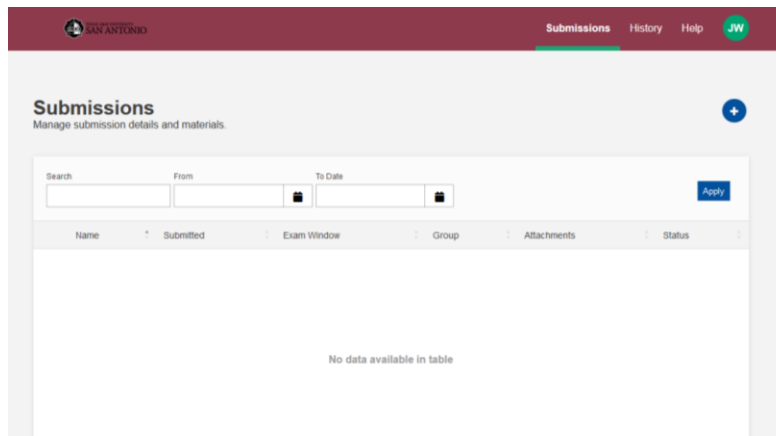 SAN ANTONIO
Submissions History Help JW
Submissions
Manage submission details and materials.
Search From To Date
Apply
Name Submitted Exam Window Group Attachments Status
No data available in table